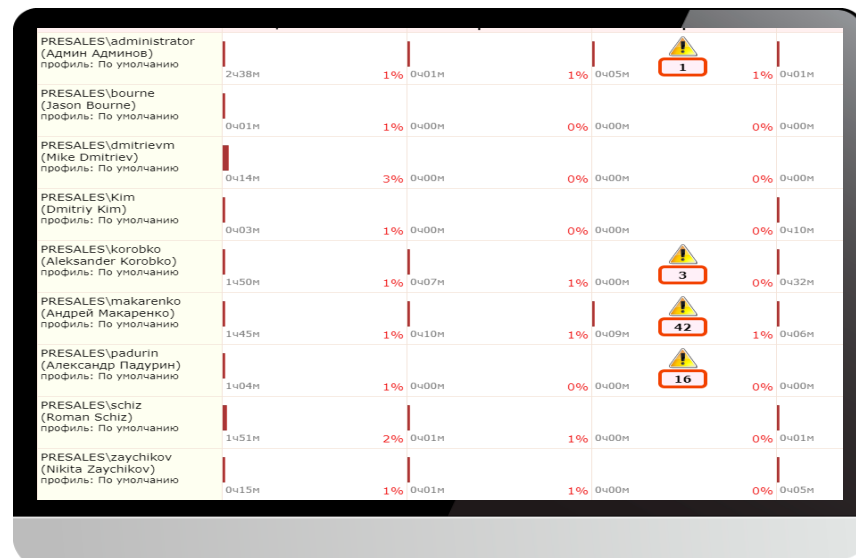 PRESALES\administrator
(Админ Админов)
профиль: По умолчанию
2ч38м 1% 0ч01м 1% 0ч05м 1 1% 0ч01м
PRESALES\bourne
(Jason Bourne)
профиль: По умолчанию
0ч01м 1% 0ч00м 0% 0ч00м 0% 0ч00м
PRESALES\dmitrievm
(Mike Dmitriev)
профиль: По умолчанию
0ч14м 3% 0ч00м 0% 0ч00м 0% 0ч00м
PRESALES\Kim
(Dmitriy Kim)
профиль: По умолчанию
0ч03м 1% 0ч00м 0% 0ч00м 0% 0ч10м
PRESALES\korobko
(Aleksander Korobko)
профиль: По умолчанию
1ч50м 1% 0ч07м 1% 0ч00м 3 0% 0ч32м
PRESALES\makarenko
(Андрей Макаренко)
профиль: По умолчанию
1ч45м 1% 0ч10м 1% 0ч09м 42 1% 0ч06м
PRESALES\padurin
(Александр Падурин)
профиль: По умолчанию
1ч04м 1% 0ч00м 0% 0ч00м 16 0% 0ч00м
PRESALES\schiz
(Roman Schiz)
профиль: По умолчанию
1ч51м 2% 0ч01м 1% 0ч00м 0% 0ч01м
PRESALES\zaychikov
(Nikita Zaychikov)
профиль: По умолчанию
0ч15м 1% 0ч01м 1% 0ч00м 0% 0ч05м